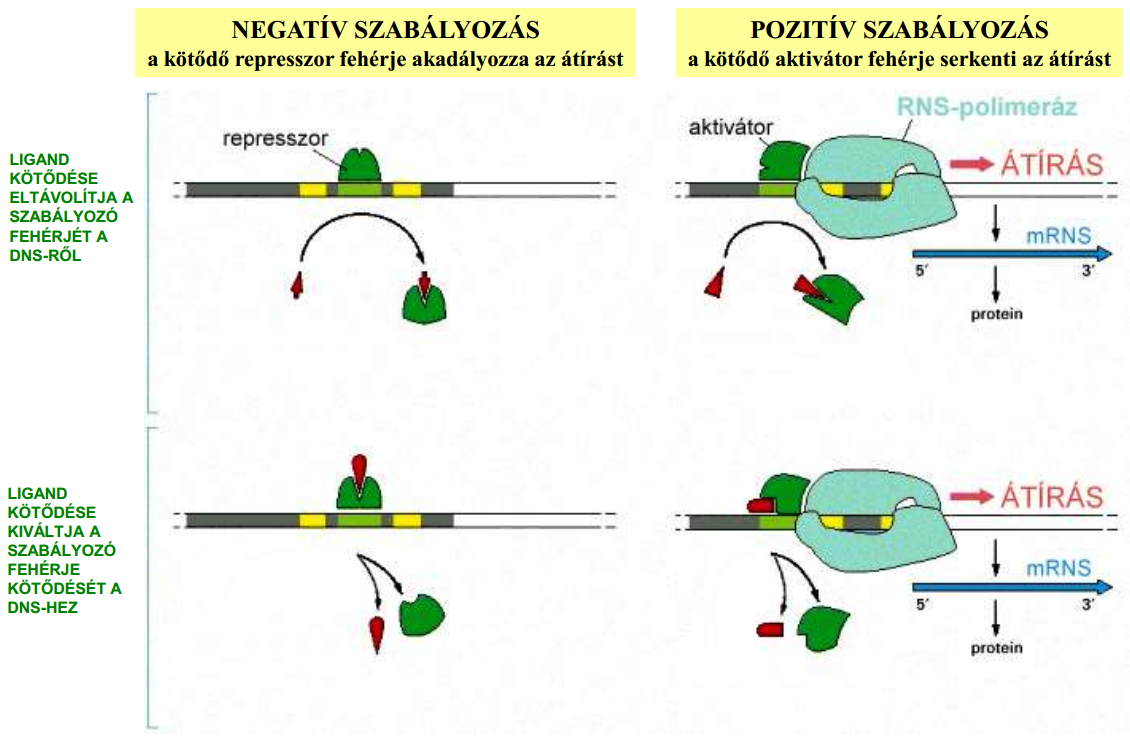 NEGATÍV SZABÁLYOZÁS
a kötődő represszor fehérje akadályozza az átírást
POZITÍV SZABÁLYOZÁS
a kötődő aktivátor fehérje serkenti az átírást
LIGAND
KÖTŐDÉSE
ELTÁVOLÍTJA A
SZABÁLYOZÓ
FEHÉRJÉT A
DNS-RŐL
represszor
aktivátor
RNS-polimeráz
ÁTÍRÁS
mRNS
5′
3′
protein
LIGAND
KÖTŐDÉSE
KIVÁLTJA A
SZABÁLYOZÓ
FEHÉRJE
KÖTŐDÉSÉT A
DNS-HEZ
ÁTÍRÁS
mRNS
5′
3′
protein